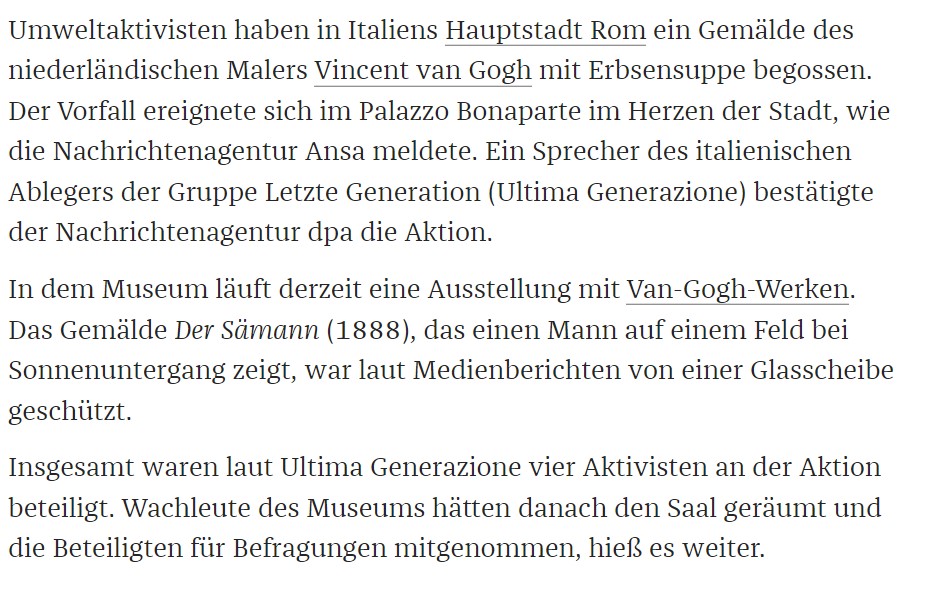 Umweltaktivisten haben in Italiens Hauptstadt Rom ein Gemälde des
niederländischen Malers Vincent van Gogh mit Erbsensuppe begossen.
Der Vorfall ereignete sich im Palazzo Bonaparte im Herzen der Stadt, wie
die Nachrichtenagentur Ansa meldete. Ein Sprecher des italienischen
Ablegers der Gruppe Letzte Generation (Ultima Generazione) bestätigte
der Nachrichtenagentur dpa die Aktion.
In dem Museum läuft derzeit eine Ausstellung mit Van-Gogh-Werken.
Das Gemälde Der Sämann (1888), das einen Mann auf einem Feld bei
Sonnenuntergang zeigt, war laut Medienberichten von einer Glasscheibe
geschützt.
Insgesamt waren laut Ultima Generazione vier Aktivisten an der Aktion
beteiligt. Wachleute des Museums hätten danach den Saal geräumt und
die Beteiligten für Befragungen mitgenommen, hieß es weiter.